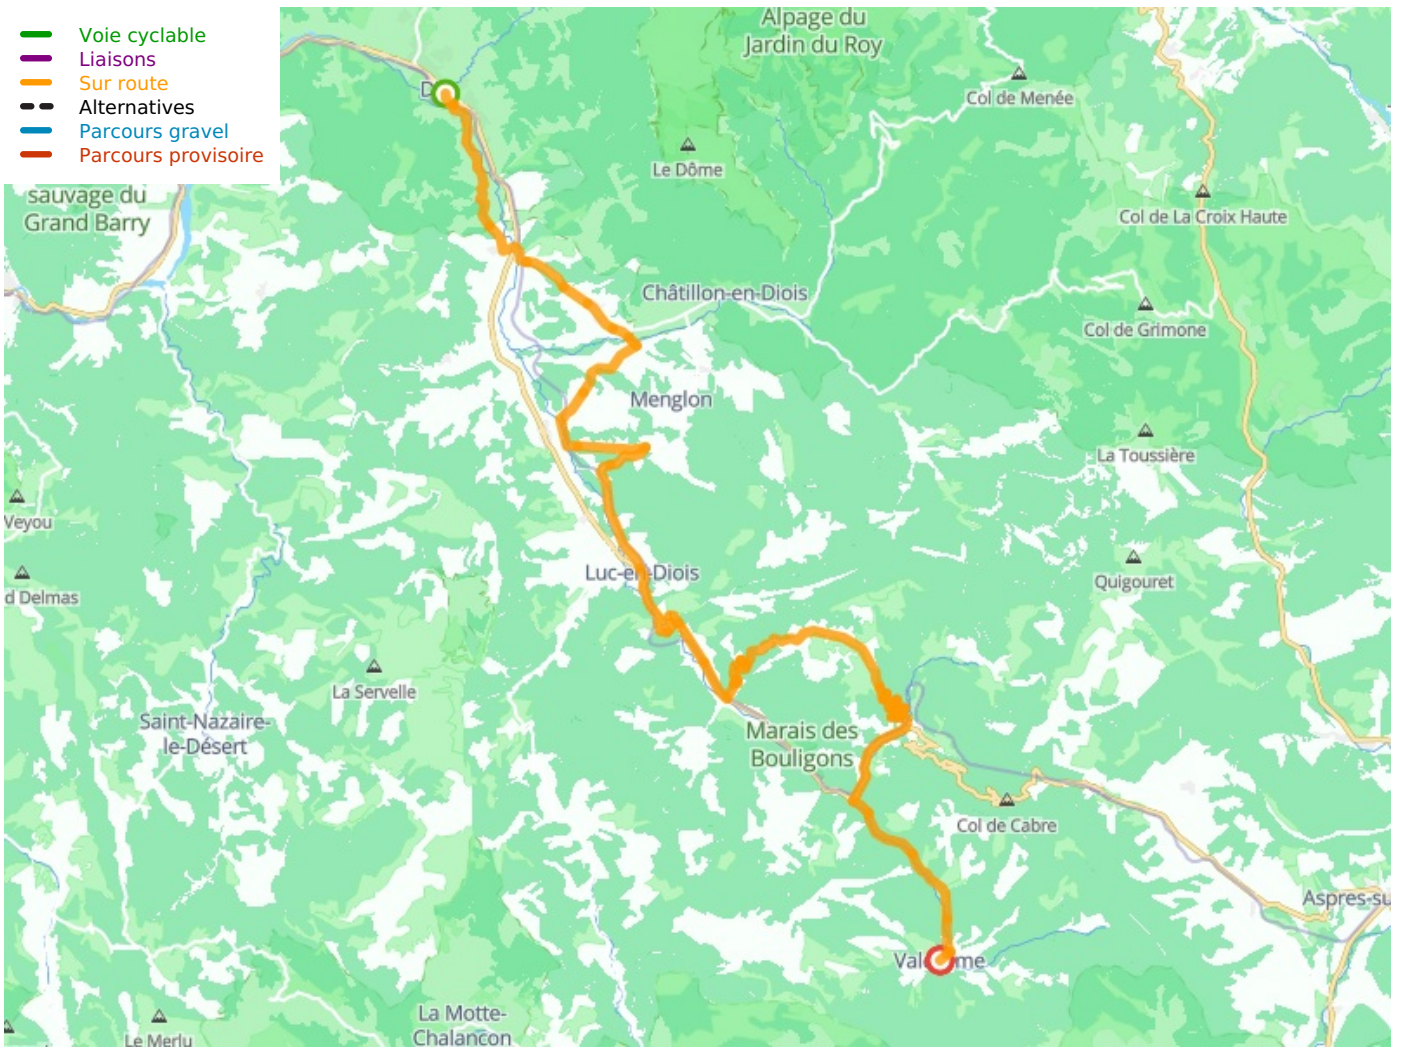 Voie cyclable
Liaisons
Sur route
Alternatives
Parcours gravel
Parcours provisoire
Alpage du
Jardin du Roy
Col de Menée
Le Dôme
sauvage du
Grand Barry
Col de La Croix Haute
Châtillon-en-Diois
Col de Grimone
Menglon
La Toussière
Veyou
Luc-en-Diois
Quigouret
d Delmas
La Servelle
Saint-Nazaire-
le-Désert
Marais des
Bouligons
Col de Cabre
Aspres-su
Val me
La Motte-
Chalancon
Le Merlu